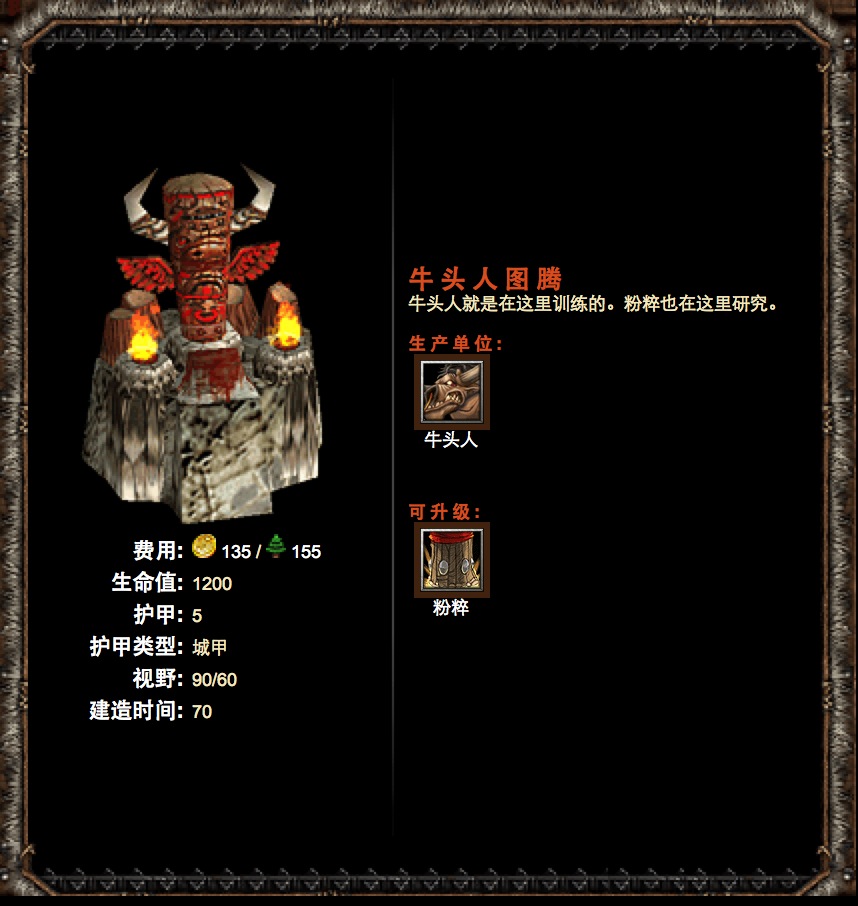 牛头人图腾
牛头人就是在这里训练的。粉粹也在这里研究。
生产单位:
牛头人
可升级:
粉粹
费用: 135 / 155
生命值: 1200
护甲: 5
护甲类型: 城甲
视野: 90/60
建造时间: 70